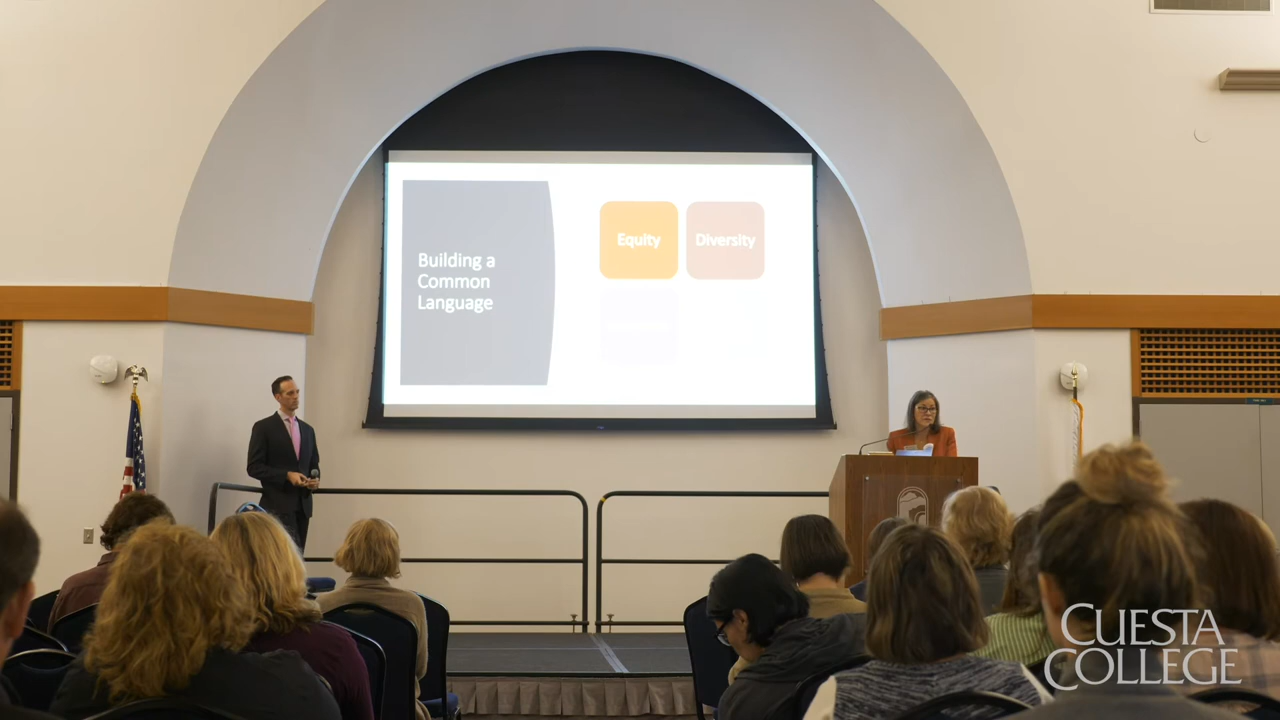 Building a
Common
Language
Equity
Diversity
CUESTA
COLLEGE